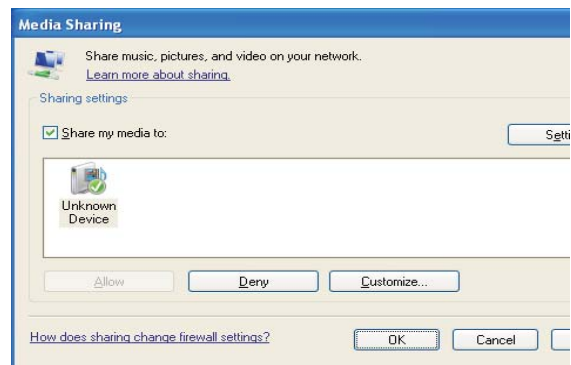 Media Sharing
Share music, pictures, and video on your network.
Learn more about sharing.
Sharing settings
Share my media to:
Setti
Unknown
Device
Allow
Deny
Customize...
How does sharing change firewall settings?
OK
Cancel